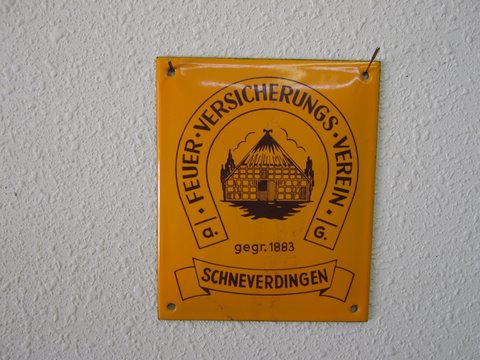 · FEUER · VERSICHERUNGS · VEREIN ·
a. G.
gegr. 1883
SCHNEVERDINGEN